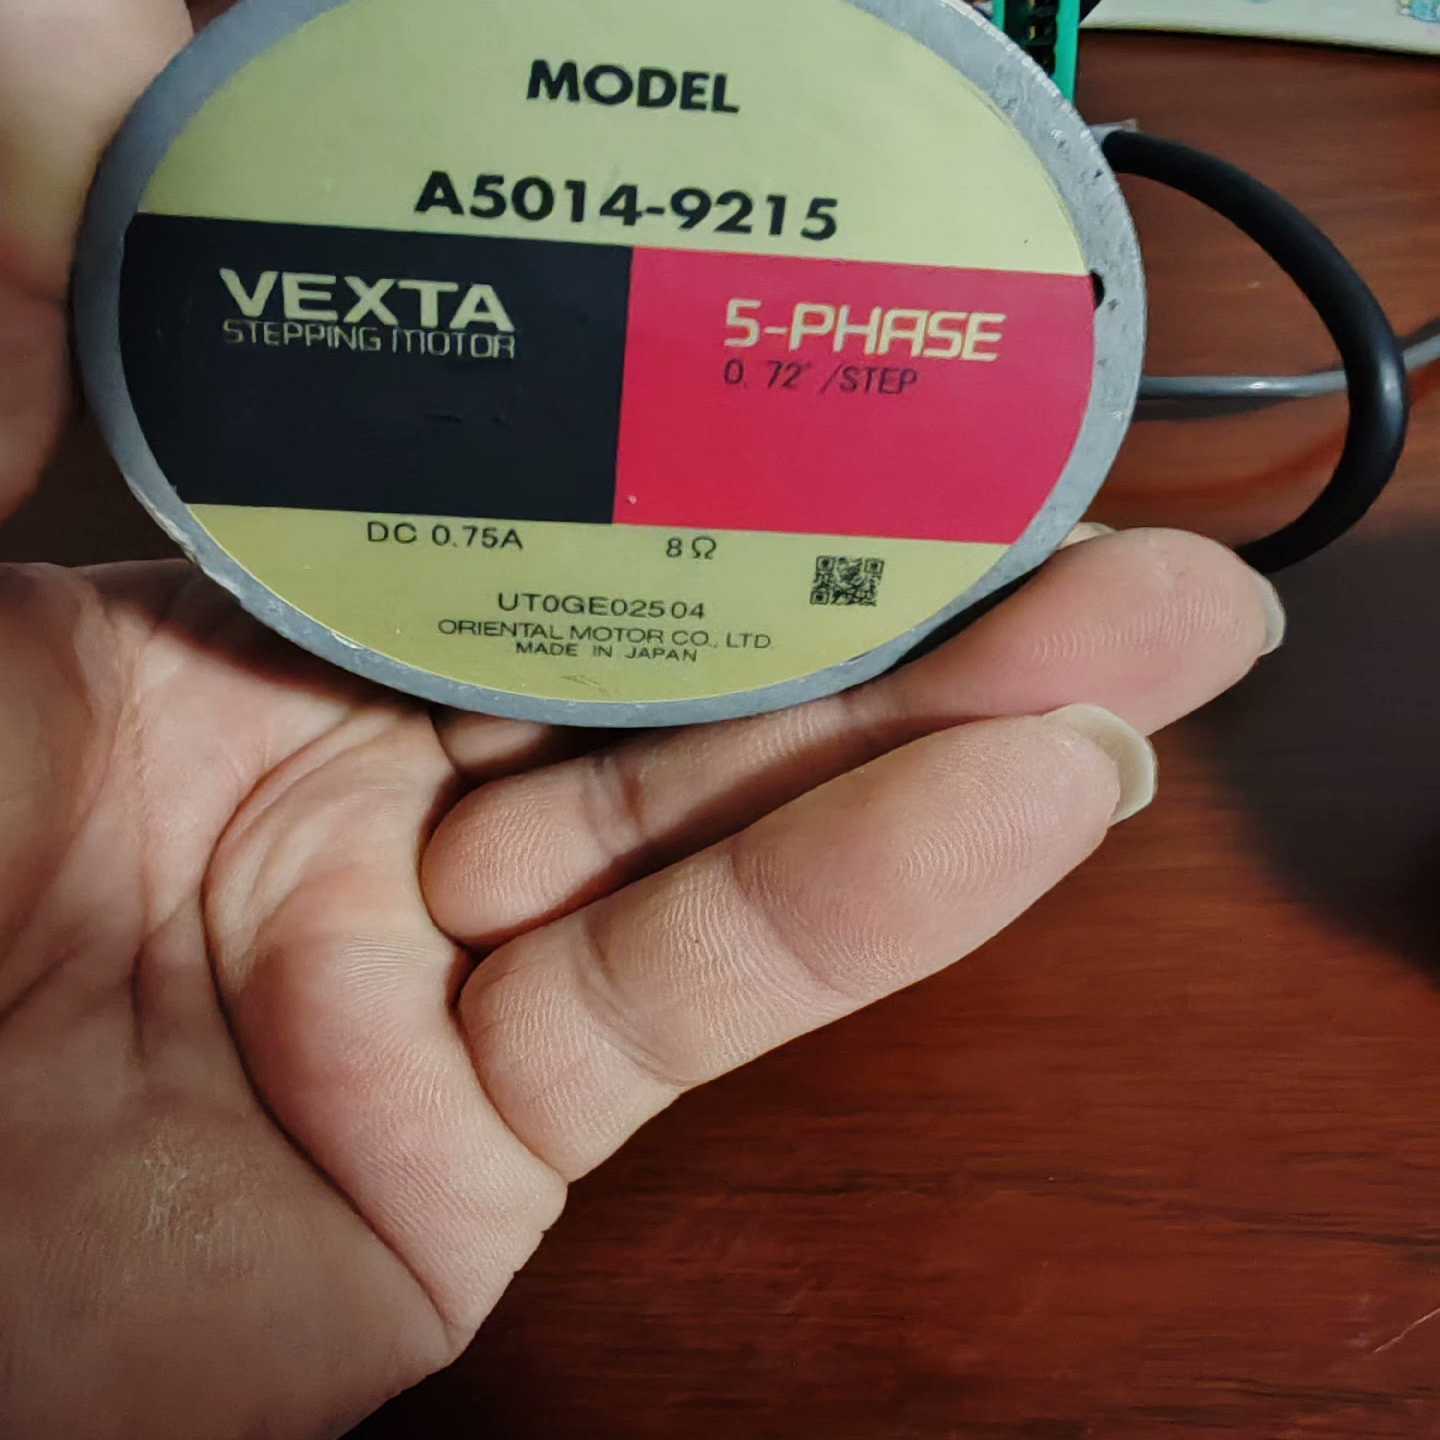 MODEL
A5014-9215
VEXTA
STEPPING MOTOR
5-PHASE
0.72°/STEP
DC 0.75A 8Ω
UT0GE02504
ORIENTAL MOTOR CO., LTD.
MADE IN JAPAN